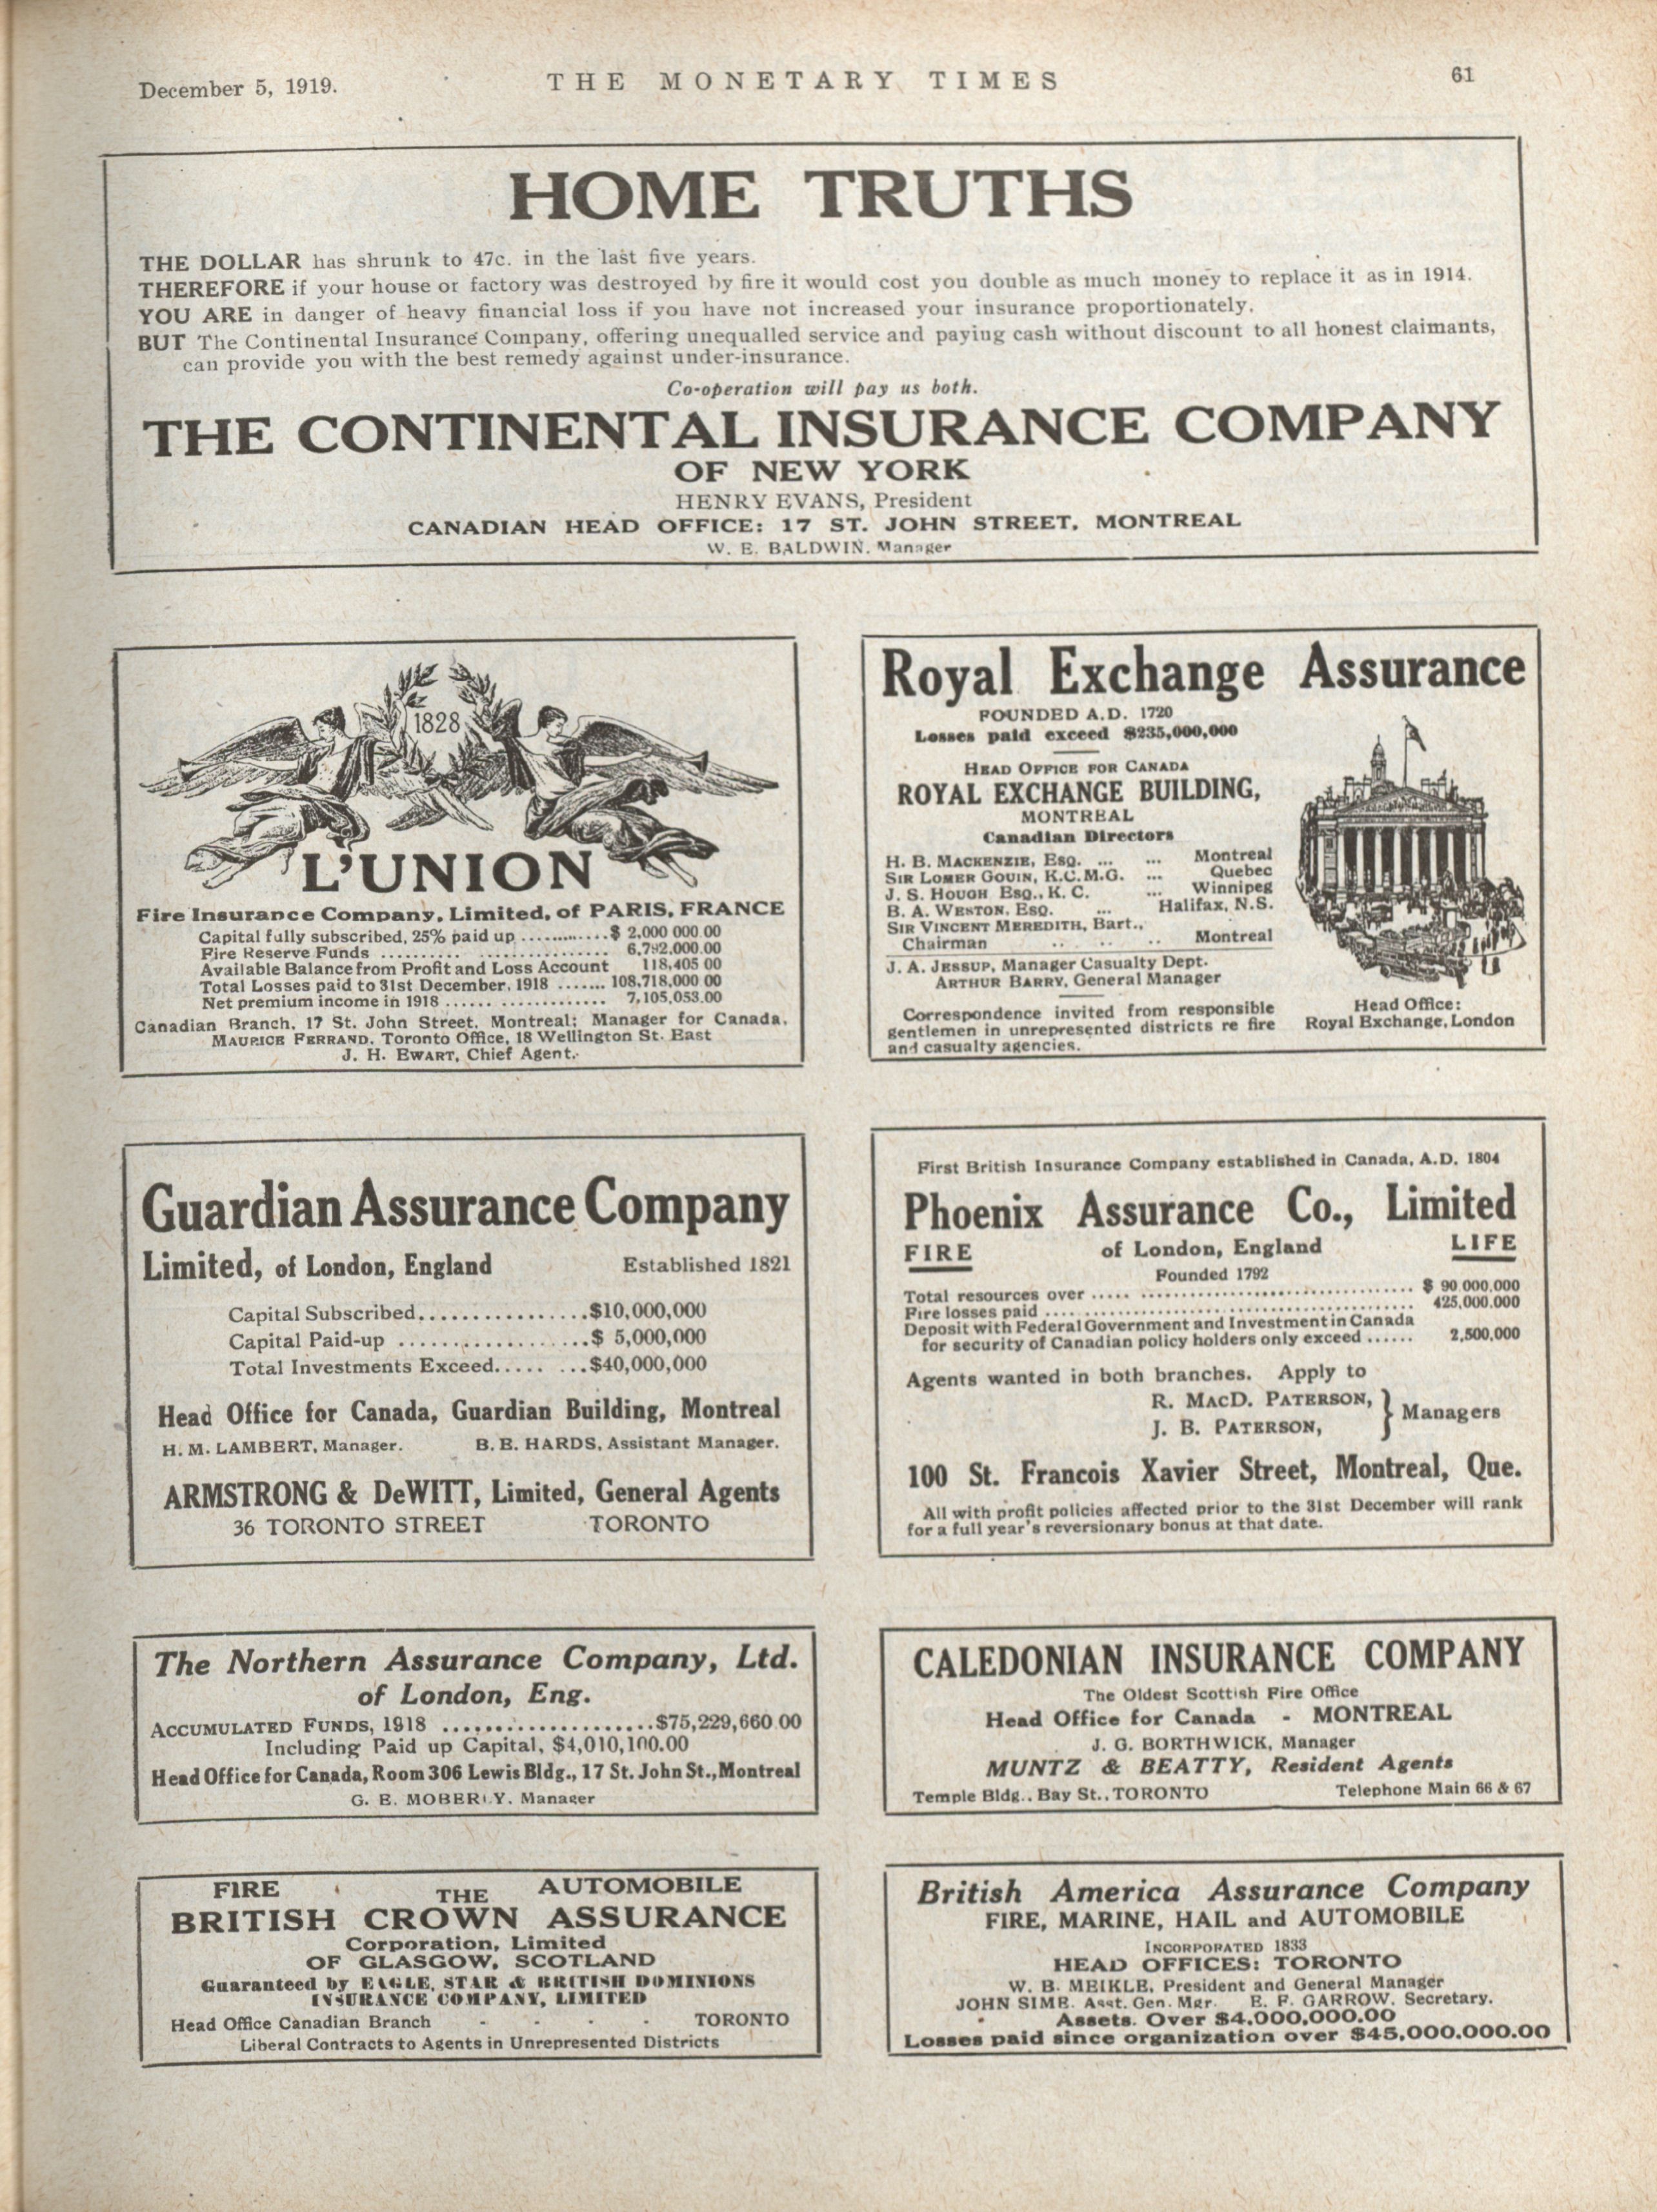 December 5, 1919.
THE MONETARY TIMES
61
HOME TRUTHS
THE DOLLAR has shrunk to 47c. in the last five years.
THEREFORE if your house or factory was destroyed by fire it would cost you double as much money to replace it as in 1914.
YOU ARE in danger of heavy financial loss if you have not increased your insurance proportionately.
BUT The Continental Insurance Company, offering unequalled service and paying cash without discount to all honest claimants,
can provide you with the best remedy against under-insurance.
Co-operation will pay us both.
THE CONTINENTAL INSURANCE COMPANY
OF NEW YORK
HENRY EVANS, President
CANADIAN HEAD OFFICE: 17 ST. JOHN STREET, MONTREAL
W. E. BALDWIN, Manager
1828
L'UNION
Fire Insurance Company, Limited, of PARIS, FRANCE
Capital fully subscribed, 25% paid up ............ $ 2,000 000.00
Fire Reserve Funds .......... ................ 6,792,000.00
Available Balance from Profit and Loss Account 118,405 00
Total Losses paid to 31st December, 1918 ....... 108,718,000 00
Net premium income in 1918 ...... ............. 7,105,053.00
Canadian Branch, 17 St. John Street, Montreal; Manager for Canada,
MAURICE FERRAND. Toronto Office, 18 Wellington St. East
J. H. EWART, Chief Agent.
Royal Exchange Assurance
FOUNDED A.D. 1720
Losses paid exceed $235,000,000
HEAD OFFICE FOR CANADA
ROYAL EXCHANGE BUILDING,
MONTREAL
Canadian Directors
H. B. MACKENZIE, ESQ. ... ... Montreal
SIR LOMER GOUIN, K.C.M.G. ... Quebec
J. S. HOUGH ESQ., K. C. ... Winnipeg
B. A. WESTON, ESQ. ... Halifax, N.S.
SIR VINCENT MEREDITH, Bart.,
Chairman .. .. .. Montreal
J. A. JESSUP, Manager Casualty Dept.
ARTHUR BARRY, General Manager
Correspondence invited from responsible
gentlemen in unrepresented districts re fire
and casualty agencies.
Head Office:
Royal Exchange, London
Guardian Assurance Company
Limited, of London, England Established 1821
Capital Subscribed................$10,000,000
Capital Paid-up ..................$ 5,000,000
Total Investments Exceed..... ...$40,000,000
Head Office for Canada, Guardian Building, Montreal
H. M. LAMBERT, Manager. B. E. HARDS, Assistant Manager.
ARMSTRONG & DeWITT, Limited, General Agents
36 TORONTO STREET TORONTO
First British Insurance Company established in Canada, A.D. 1804
Phoenix Assurance Co., Limited
FIRE of London, England LIFE
Founded 1792
Total resources over ..... .............................. $ 90 000,000
Fire losses paid ........................................ 425,000.000
Deposit with Federal Government and Investment in Canada
for security of Canadian policy holders only exceed ...... 2,500,000
Agents wanted in both branches. Apply to
R. MACD. PATERSON,
J. B. PATERSON,
} Managers
100 St. Francois Xavier Street, Montreal, Que.
All with profit policies affected prior to the 31st December will rank
for a full year's reversionary bonus at that date.
The Northern Assurance Company, Ltd.
of London, Eng.
ACCUMULATED FUNDS, 1918 .....................$75,229,660.00
Including Paid up Capital, $4,010,100.00
Head Office for Canada, Room 306 Lewis Bldg., 17 St. John St., Montreal
G. E. MOBERLY, Manager
CALEDONIAN INSURANCE COMPANY
The Oldest Scottish Fire Office
Head Office for Canada - MONTREAL
J. G. BORTHWICK, Manager
MUNTZ & BEATTY, Resident Agents
Temple Bldg., Bay St., TORONTO Telephone Main 66 & 67
FIRE THE AUTOMOBILE
BRITISH CROWN ASSURANCE
Corporation, Limited
OF GLASGOW, SCOTLAND
Guaranteed by EAGLE, STAR & BRITISH DOMINIONS
INSURANCE COMPANY, LIMITED
Head Office Canadian Branch - - - - TORONTO
Liberal Contracts to Agents in Unrepresented Districts
British America Assurance Company
FIRE, MARINE, HAIL and AUTOMOBILE
INCORPORATED 1833
HEAD OFFICES: TORONTO
W. B. MEIKLE, President and General Manager
JOHN SIME, Asst. Gen. Mgr. E. F. GARROW, Secretary.
Assets, Over $4,000,000.00
Losses paid since organization over $45,000.000.00